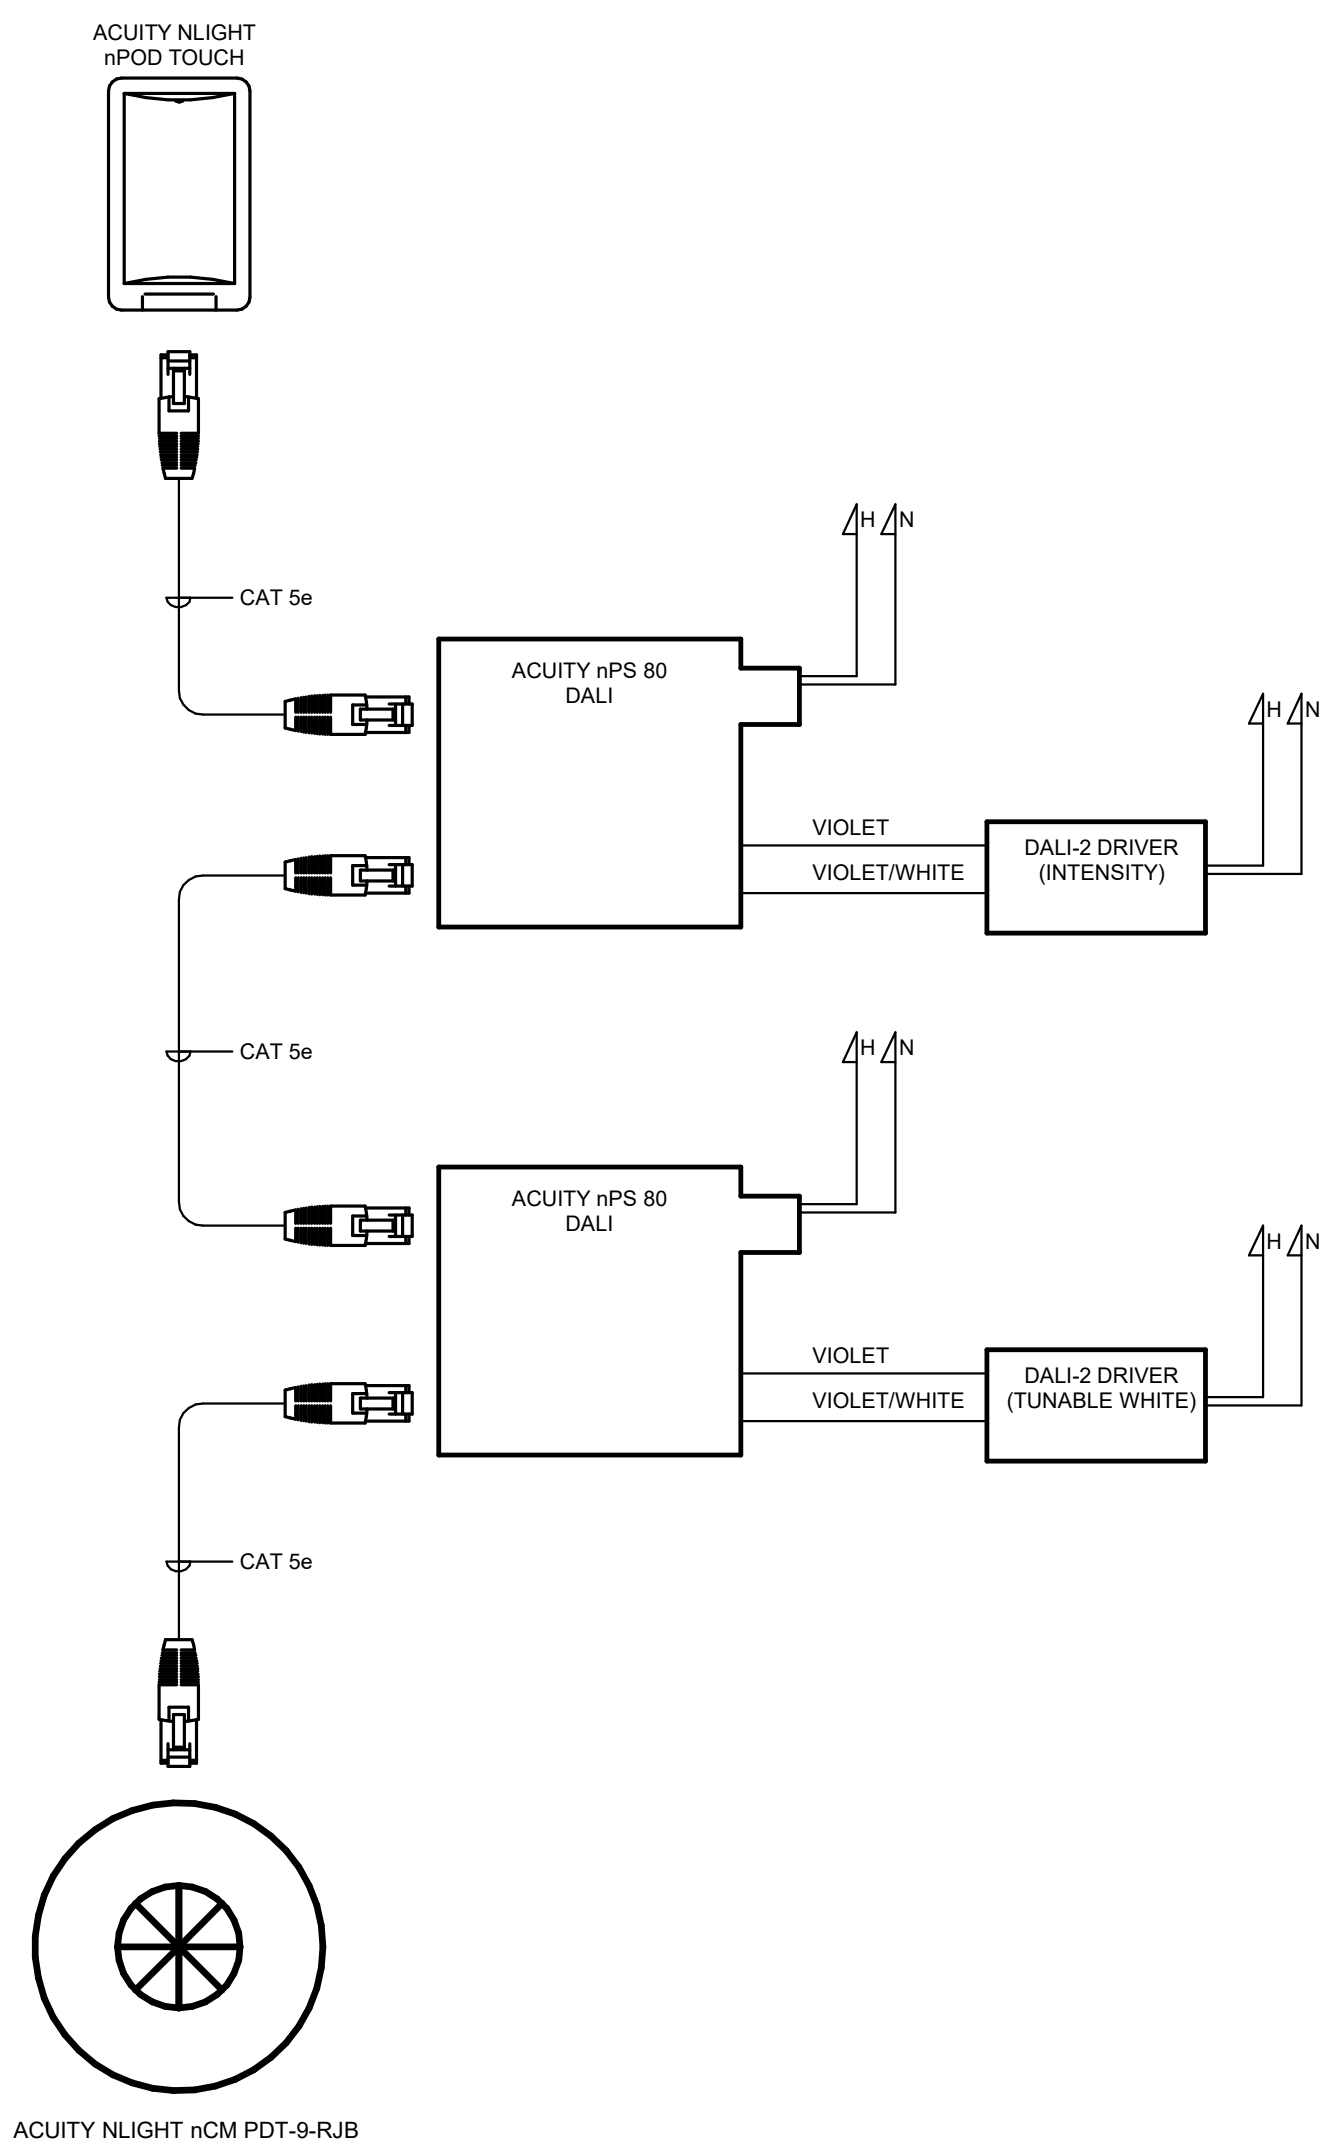 ACUITY NLIGHT
nPOD TOUCH
H N
CAT 5e
ACUITY nPS 80
DALI
H N
VIOLET
DALI-2 DRIVER
VIOLET/WHITE
(INTENSITY)
H N
CAT 5e
ACUITY nPS 80
DALI
H N
VIOLET
DALI-2 DRIVER
VIOLET/WHITE
(TUNABLE WHITE)
CAT 5e
ACUITY NLIGHT nCM PDT-9-RJB